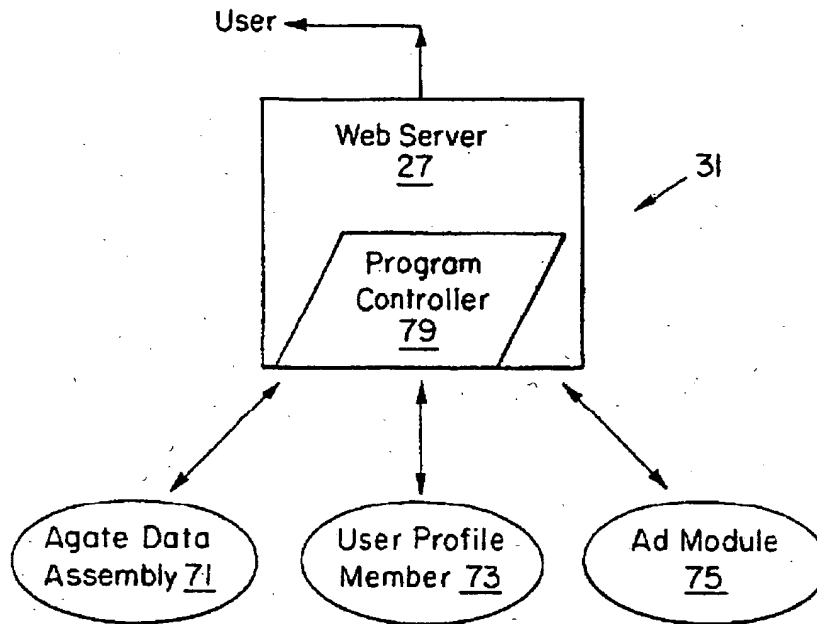 User
Web Server
27
31
Program
Controller
79
Agate Data
Assembly 71
User Profile
Member 73
Ad Module
75